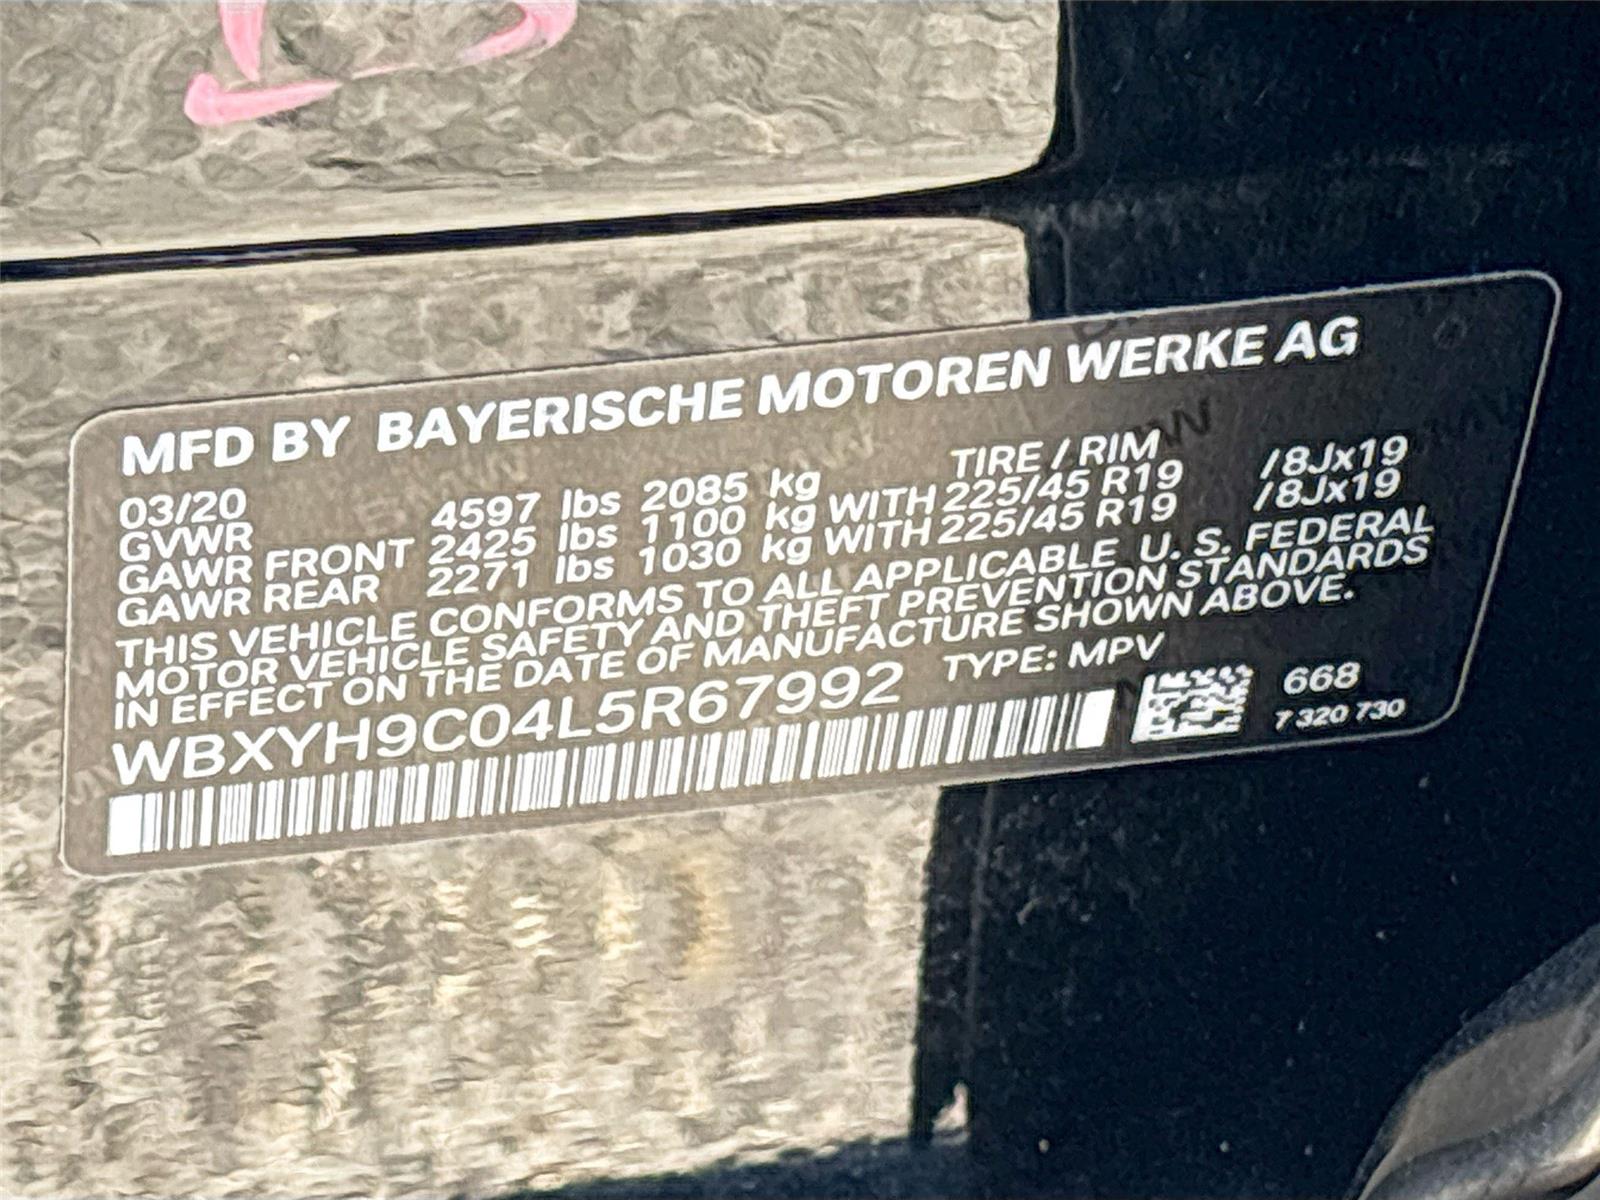 MFD BY BAYERISCHE MOTOREN WERKE AG
03/20 TIRE / RIM
GVWR 4597 lbs 2085 kg
GAWR FRONT 2425 lbs 1100 kg WITH 225/45 R19 /8Jx19
GAWR REAR 2271 lbs 1030 kg WITH 225/45 R19 /8Jx19
THIS VEHICLE CONFORMS TO ALL APPLICABLE U. S. FEDERAL
MOTOR VEHICLE SAFETY AND THEFT PREVENTION STANDARDS
IN EFFECT ON THE DATE OF MANUFACTURE SHOWN ABOVE.
WBXYH9C04L5R67992 TYPE: MPV
668
7 320 730